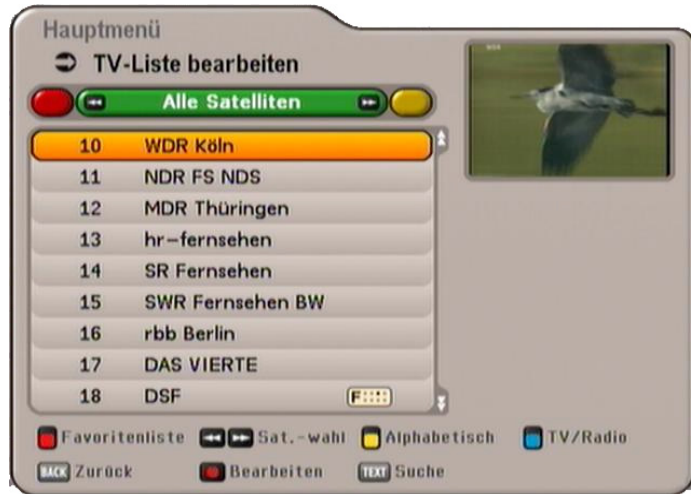 Hauptmenü
TV-Liste bearbeiten
Alle Satelliten
10 WDR Köln
11 NDR FS NDS
12 MDR Thüringen
13 hr-fernsehen
14 SR Fernsehen
15 SWR Fernsehen BW
16 rbb Berlin
17 DAS VIERTE
18 DSF F
Favoritenliste Sat.-wahl Alphabetisch TV/Radio
BACK Zurück Bearbeiten TEXT Suche